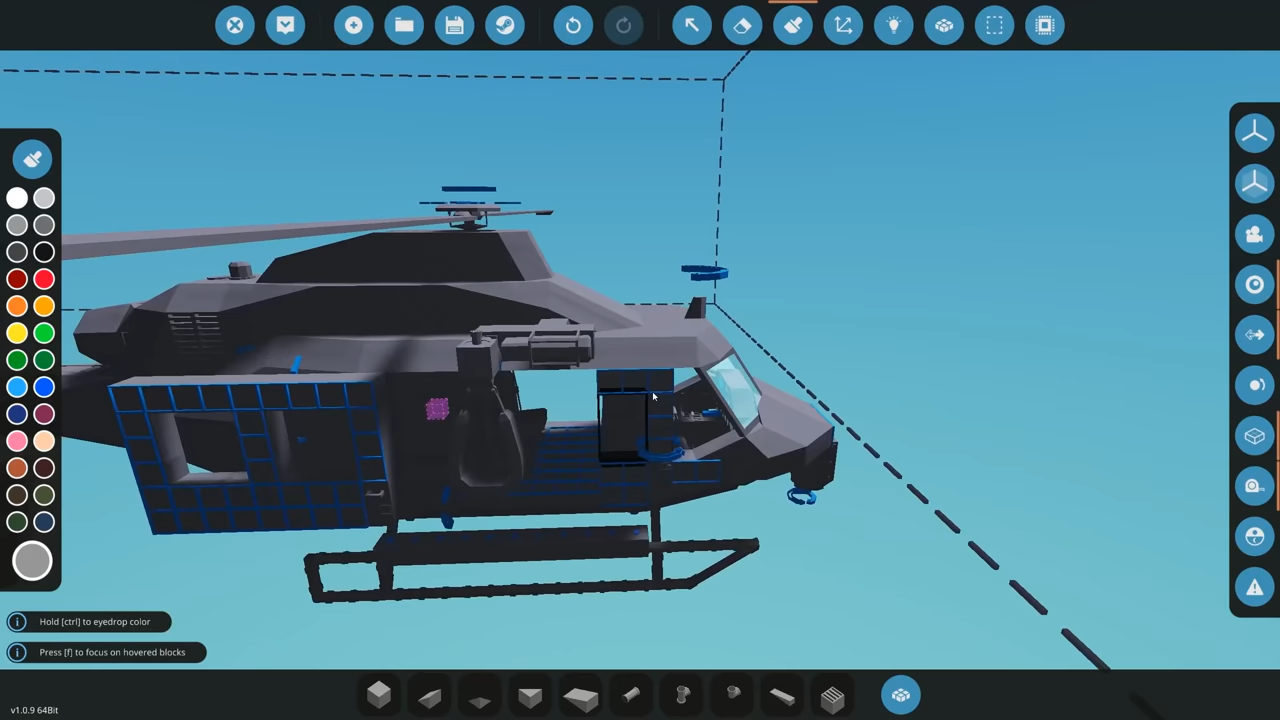 Hold [ctrl] to eyedrop color
Press [f] to focus on hovered blocks
v1.0.9 64Bit